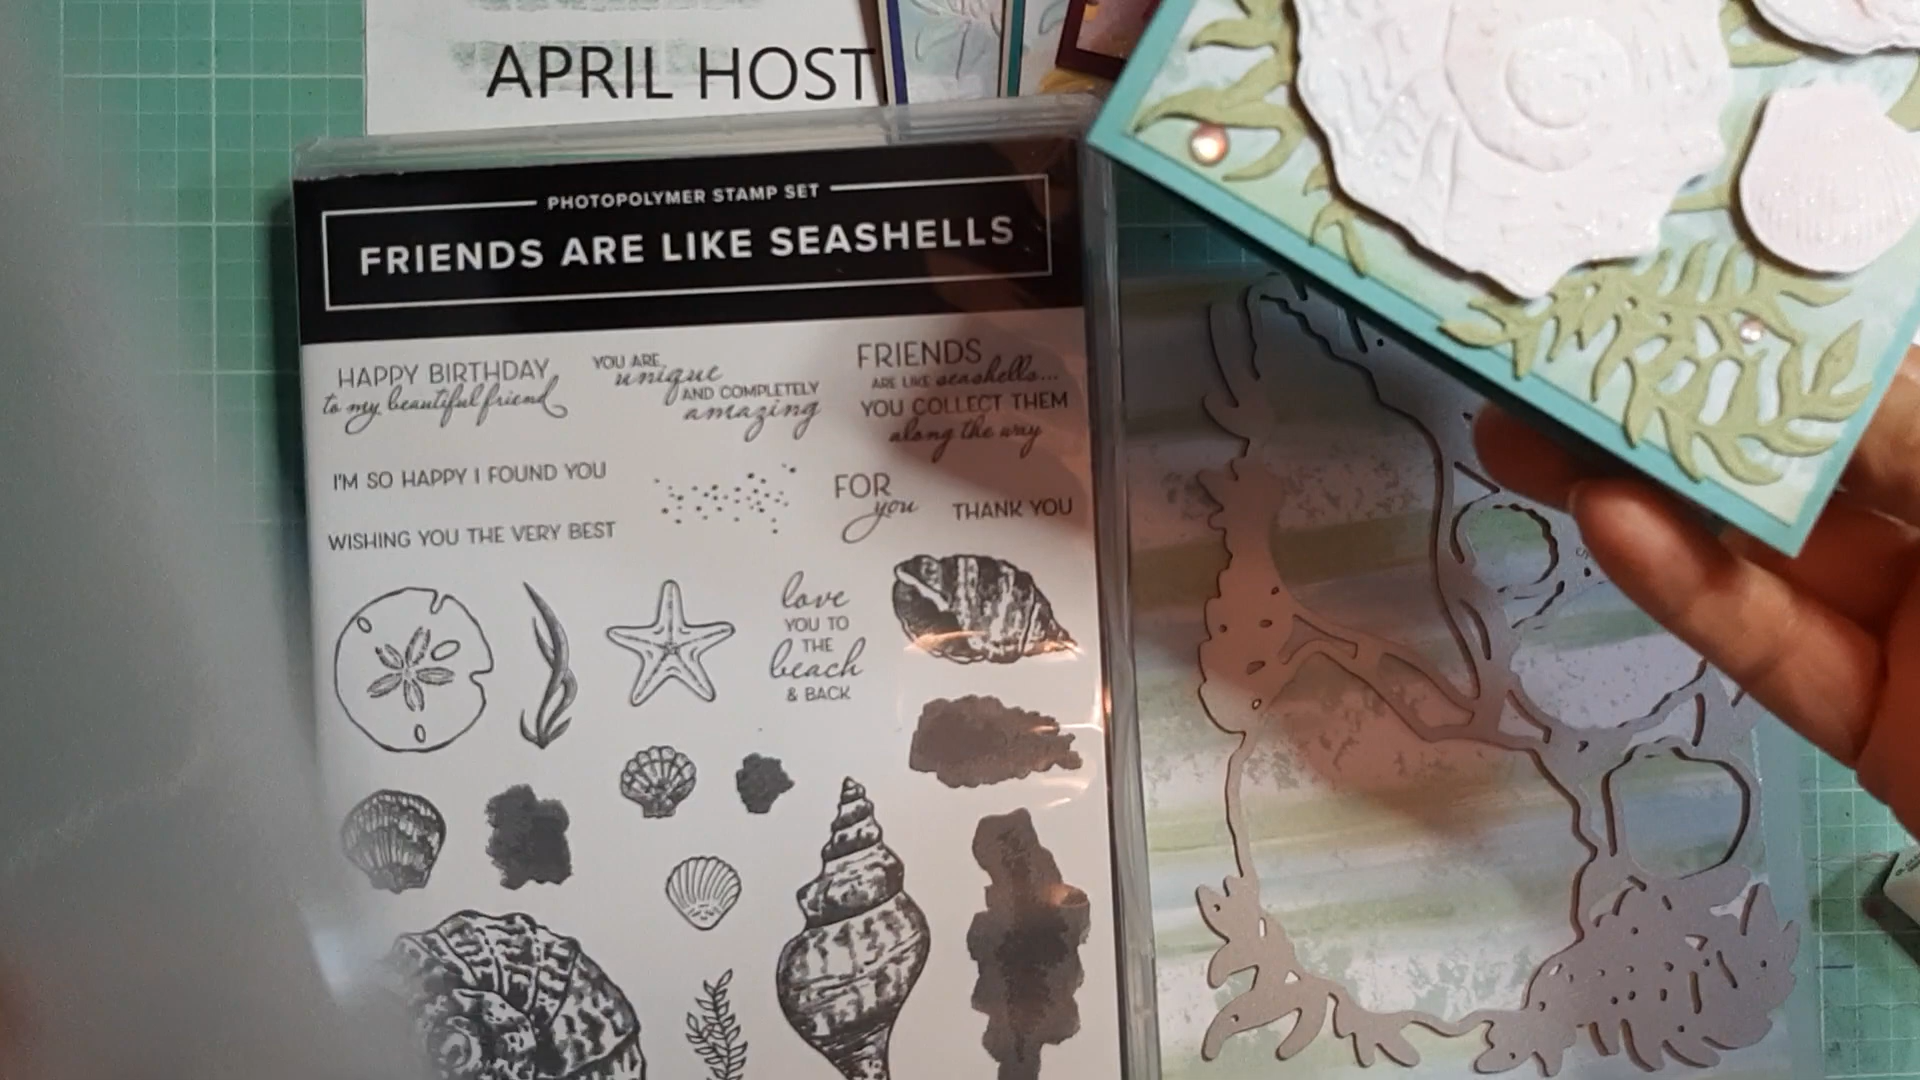 APRIL HOST
PHOTOPOLYMER STAMP SET
FRIENDS ARE LIKE SEASHELLS
HAPPY BIRTHDAY
to my beautiful friend
YOU ARE
unique
AND COMPLETELY
amazing
FRIENDS
ARE LIKE seashells...
YOU COLLECT THEM
along the way
I'M SO HAPPY I FOUND YOU
FOR
you
THANK YOU
WISHING YOU THE VERY BEST
love
YOU TO
THE
beach
& BACK